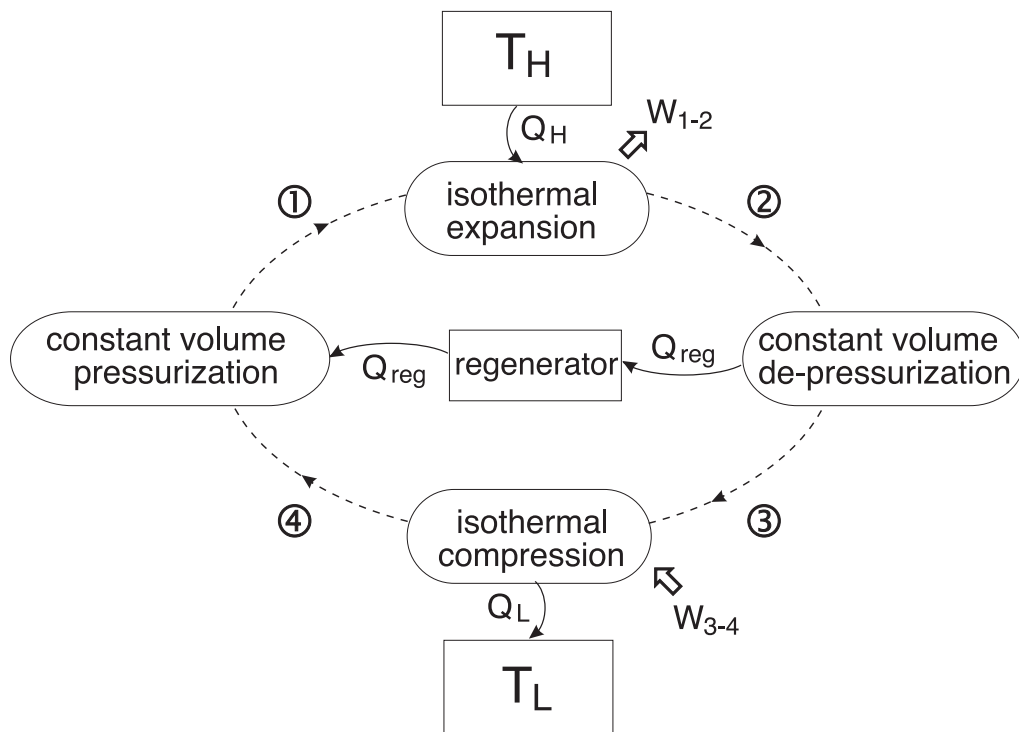 T_H
Q_H
W_1-2
①
isothermal
expansion
②
constant volume
pressurization
Q_reg
regenerator
Q_reg
constant volume
de-pressurization
④
isothermal
compression
③
Q_L
W_3-4
T_L